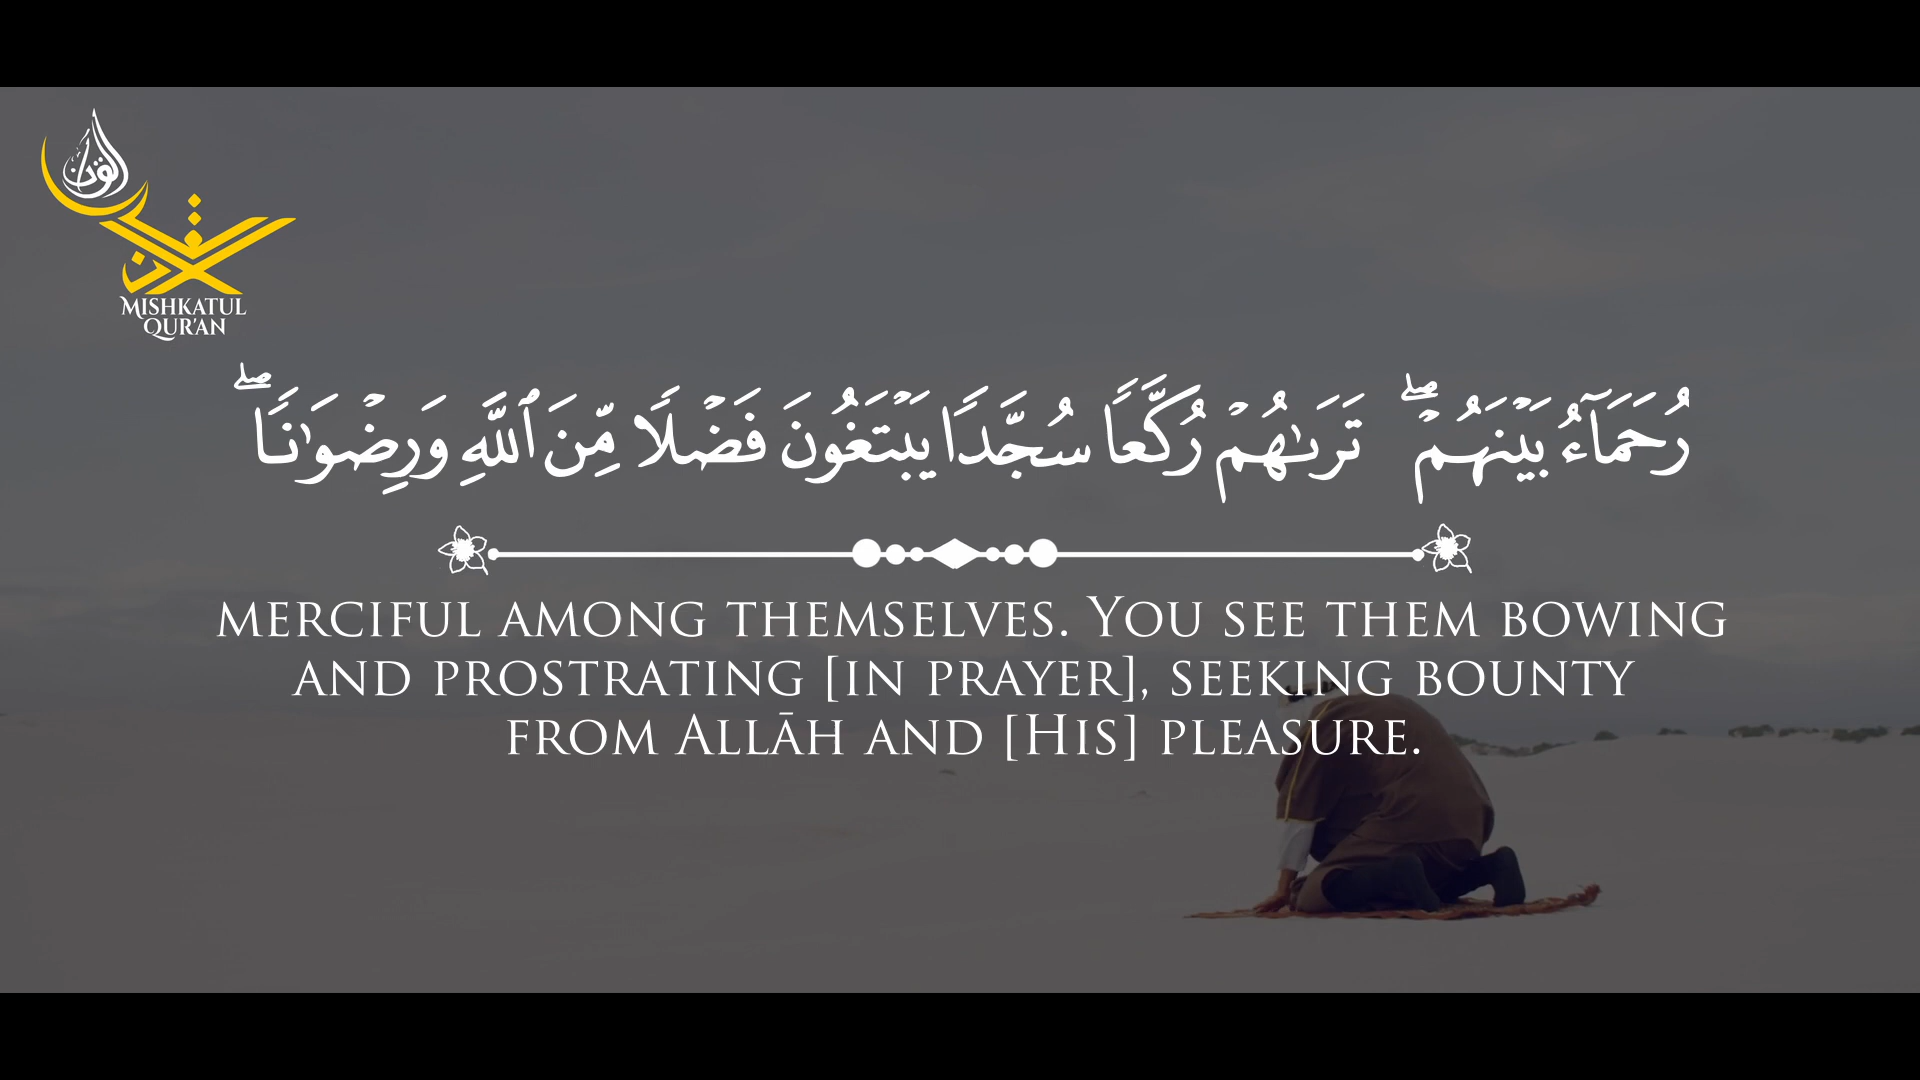 القرآن
MISHKATUL
QUR'AN
رُحَمَآءُ بَيۡنَهُمۡۖ تَرَىٰهُمۡ رُكَّعٗا سُجَّدٗا يَبۡتَغُونَ فَضۡلٗا مِّنَ ٱللَّهِ وَرِضۡوَٰنٗاۖ
MERCIFUL AMONG THEMSELVES. YOU SEE THEM BOWING
AND PROSTRATING [IN PRAYER], SEEKING BOUNTY
FROM ALLĀH AND [HIS] PLEASURE.